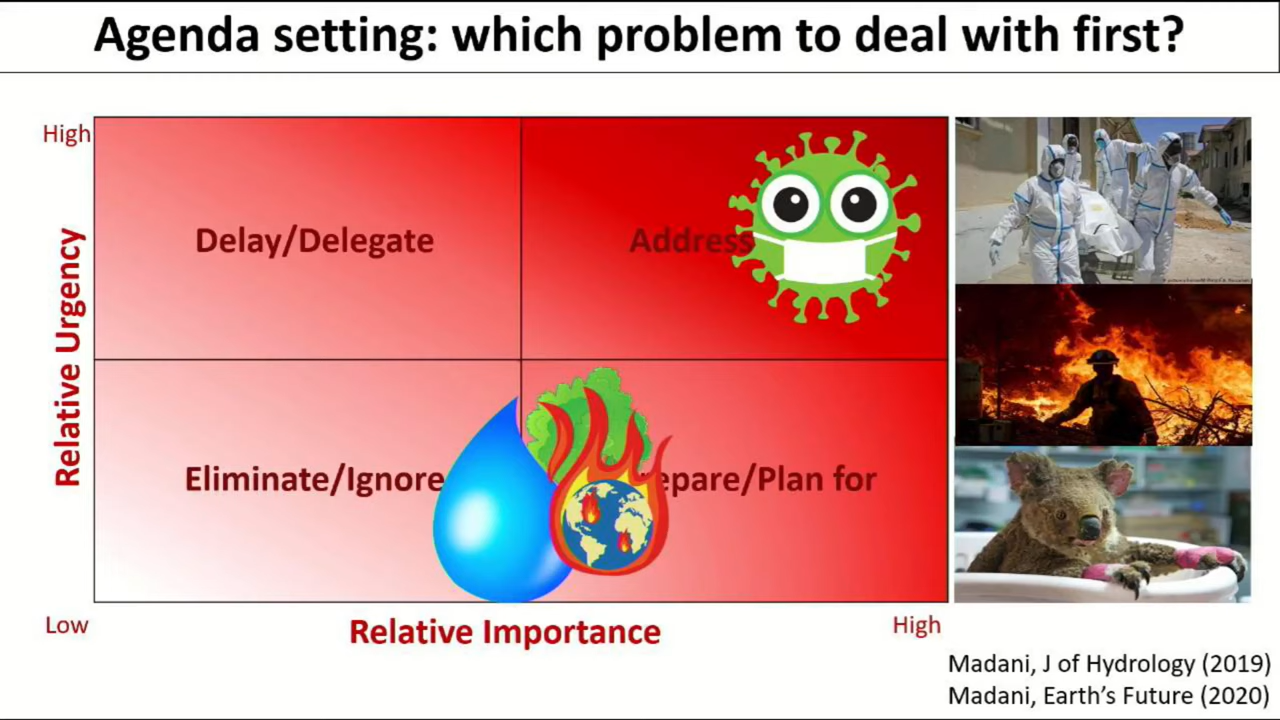 Agenda setting: which problem to deal with first?
High
Delay/Delegate
Address
Relative Urgency
Eliminate/Ignore
repare/Plan for
Low
Relative Importance
High
Madani, J of Hydrology (2019)
Madani, Earth's Future (2020)